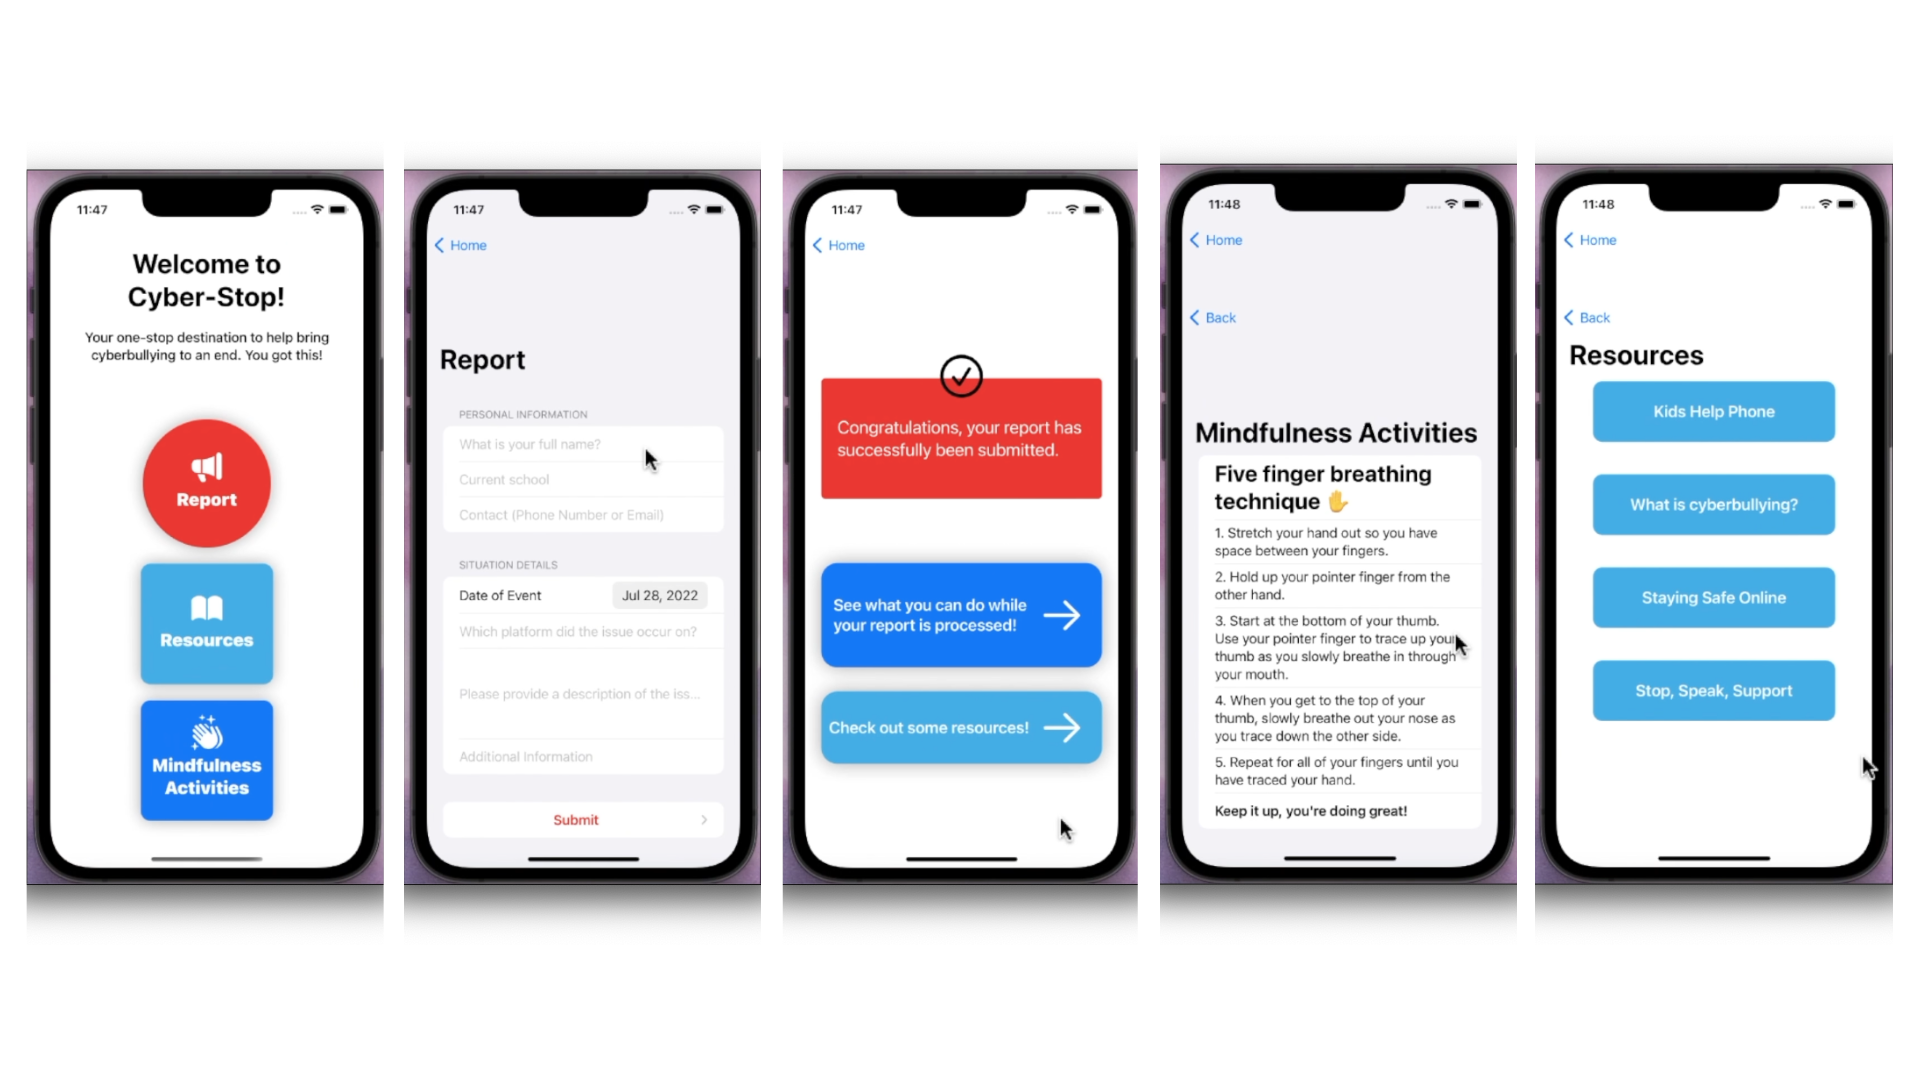 11:47
Welcome to
Cyber-Stop!
Your one-stop destination to help bring
cyberbullying to an end. You got this!
Report
Resources
Mindfulness
Activities
11:47
Home
Report
PERSONAL INFORMATION
What is your full name?
Current school
Contact (Phone Number or Email)
SITUATION DETAILS
Date of Event
Jul 28, 2022
Which platform did the issue occur on?
Please provide a description of the iss...
Additional Information
Submit
11:47
Home
Congratulations, your report has
successfully been submitted.
See what you can do while
your report is processed!
Check out some resources!
11:48
Home
Back
Mindfulness Activities
Five finger breathing
technique ✋
1. Stretch your hand out so you have
space between your fingers.
2. Hold up your pointer finger from the
other hand.
3. Start at the bottom of your thumb.
Use your pointer finger to trace up your
thumb as you slowly breathe in through
your mouth.
4. When you get to the top of your
thumb, slowly breathe out your nose as
you trace down the other side.
5. Repeat for all of your fingers until you
have traced your hand.
Keep it up, you're doing great!
11:48
Home
Back
Resources
Kids Help Phone
What is cyberbullying?
Staying Safe Online
Stop, Speak, Support